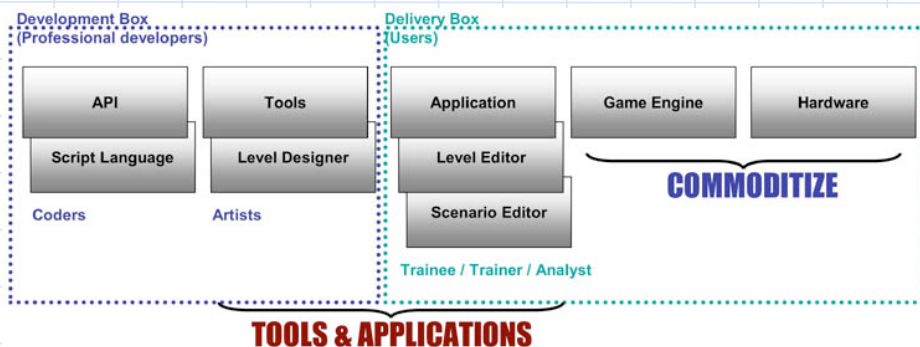 Development Box
(Professional developers)
Delivery Box
(Users)
API
Script Language
Coders
Tools
Level Designer
Artists
Application
Level Editor
Scenario Editor
Trainee / Trainer / Analyst
Game Engine
Hardware
COMMODITIZE
TOOLS & APPLICATIONS